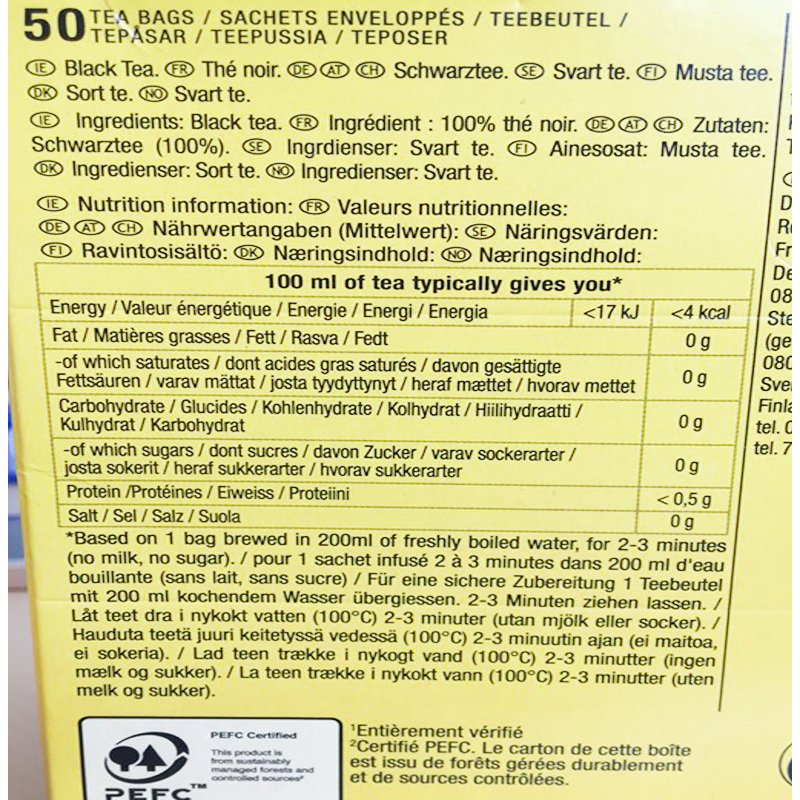 50 TEA BAGS / SACHETS ENVELOPPÉS / TEEBEUTEL /
TEPÅSAR / TEEPUSSIA / TEPOSER
IE Black Tea. FR Thé noir. DE AT CH Schwarztee. SE Svart te. FI Musta tee.
DK Sort te. NO Svart te.
IE Ingredients: Black tea. FR Ingrédient : 100% thé noir. DE AT CH Zutaten:
Schwarztee (100%). SE Ingrdienser: Svart te. FI Ainesosat: Musta tee.
DK Ingredienser: Sort te. NO Ingredienser: Svart te.
IE Nutrition information: FR Valeurs nutritionnelles:
DE AT CH Nährwertangaben (Mittelwert): SE Näringsvärden:
FI Ravintosisältö: DK Næringsindhold: NO Næringsindhold:
100 ml of tea typically gives you*
Energy / Valeur énergétique / Energie / Energi / Energia <17 kJ <4 kcal
Fat / Matières grasses / Fett / Rasva / Fedt 0 g
-of which saturates / dont acides gras saturés / davon gesättigte
Fettsäuren / varav mättat / josta tyydyttynyt / heraf mættet / hvorav mettet 0 g
Carbohydrate / Glucides / Kohlenhydrate / Kolhydrat / Hiilihydraatti /
Kulhydrat / Karbohydrat 0 g
-of which sugars / dont sucres / davon Zucker / varav sockerarter /
josta sokerit / heraf sukkerarter / hvorav sukkerarter 0 g
Protein /Protéines / Eiweiss / Proteiini < 0,5 g
Salt / Sel / Salz / Suola 0 g
*Based on 1 bag brewed in 200ml of freshly boiled water, for 2-3 minutes
(no milk, no sugar). / pour 1 sachet infusé 2 à 3 minutes dans 200 ml d'eau
bouillante (sans lait, sans sucre) / Für eine sichere Zubereitung 1 Teebeutel
mit 200 ml kochendem Wasser übergiessen. 2-3 Minuten ziehen lassen. /
Låt teet dra i nykokt vatten (100°C) 2-3 minuter (utan mjölk eller socker). /
Hauduta teetä juuri keitetyssä vedessä (100°C) 2-3 minuutin ajan (ei maitoa,
ei sokeria). / Lad teen trække i nykogt vand (100°C) 2-3 minutter (ingen
mælk og sukker). / La teen trække i nykokt vann (100°C) 2-3 minutter (uten
melk og sukker).
PEFC Certified
This product is
from sustainably
managed forests and
controlled sources²
PEFC™
¹Entièrement vérifié
²Certifié PEFC. Le carton de cette boîte
est issu de forêts gérées durablement
et de sources contrôlées.
Fr
De
08
Ste
(ge
080
Sve
Finla
tel. 0
tel. 7